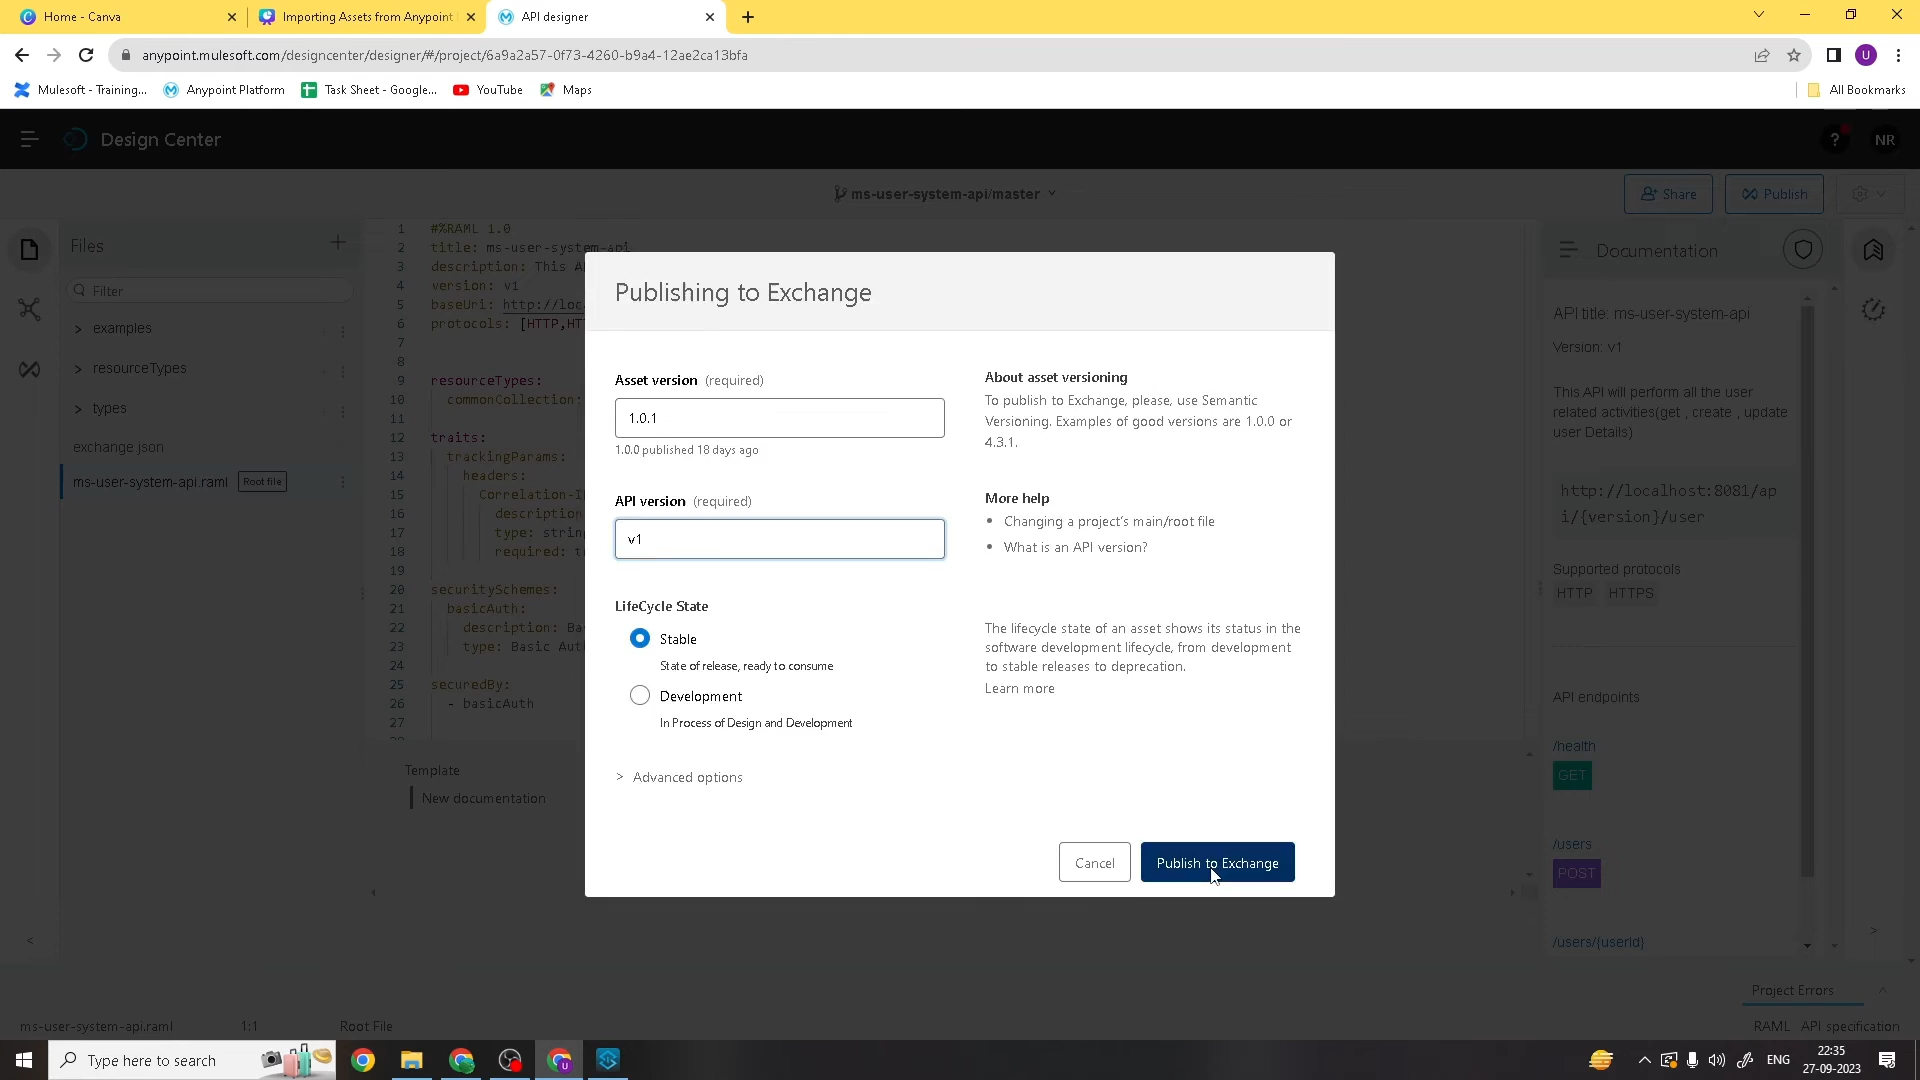 Home - Canva
Importing Assets from Anypoint
API designer
anypoint.mulesoft.com/designcenter/designer/#/project/6a9a2a57-0f73-4260-b9a4-12ae2ca13bfa
U
Mulesoft - Training...
Anypoint Platform
Task Sheet - Google...
YouTube
Maps
All Bookmarks
Design Center
?
NR
ms-user-system-api/master
Share
Publish
Files
Filter
examples
resourceTypes
types
exchange.json
ms-user-system-api.raml Root file
1 #%RAML 1.0
2 title: ms-user-system-api
3 description: This A
4 version: v1
5 baseUri: http://loc
6 protocols: [HTTP,HT
7
8
9 resourceTypes:
10 commonCollection:
11
12 traits:
13 trackingParams:
14 headers:
15 Correlation-I
16 description
17 type: strin
18 required: t
19
20 securitySchemes:
21 basicAuth:
22 description: Ba
23 type: Basic Aut
24
25 securedBy:
26 - basicAuth
27
28
Template
New documentation
Publishing to Exchange
Asset version (required)
1.0.1
1.0.0 published 18 days ago
API version (required)
v1
LifeCycle State
Stable
State of release, ready to consume
Development
In Process of Design and Development
> Advanced options
About asset versioning
To publish to Exchange, please, use Semantic
Versioning. Examples of good versions are 1.0.0 or
4.3.1.
More help
Changing a project's main/root file
What is an API version?
The lifecycle state of an asset shows its status in the
software development lifecycle, from development
to stable releases to deprecation.
Learn more
Cancel
Publish to Exchange
Documentation
API title: ms-user-system-api
Version: v1
This API will perform all the user
related activities(get , create , update
user Details)
http://localhost:8081/ap
i/{version}/user
Supported protocols
HTTP HTTPS
API endpoints
/health
GET
/users
POST
/users/{userId}
Project Errors
ms-user-system-api.raml
1:1
Root File
RAML
API specification
Type here to search
ENG
22:35
27-09-2023